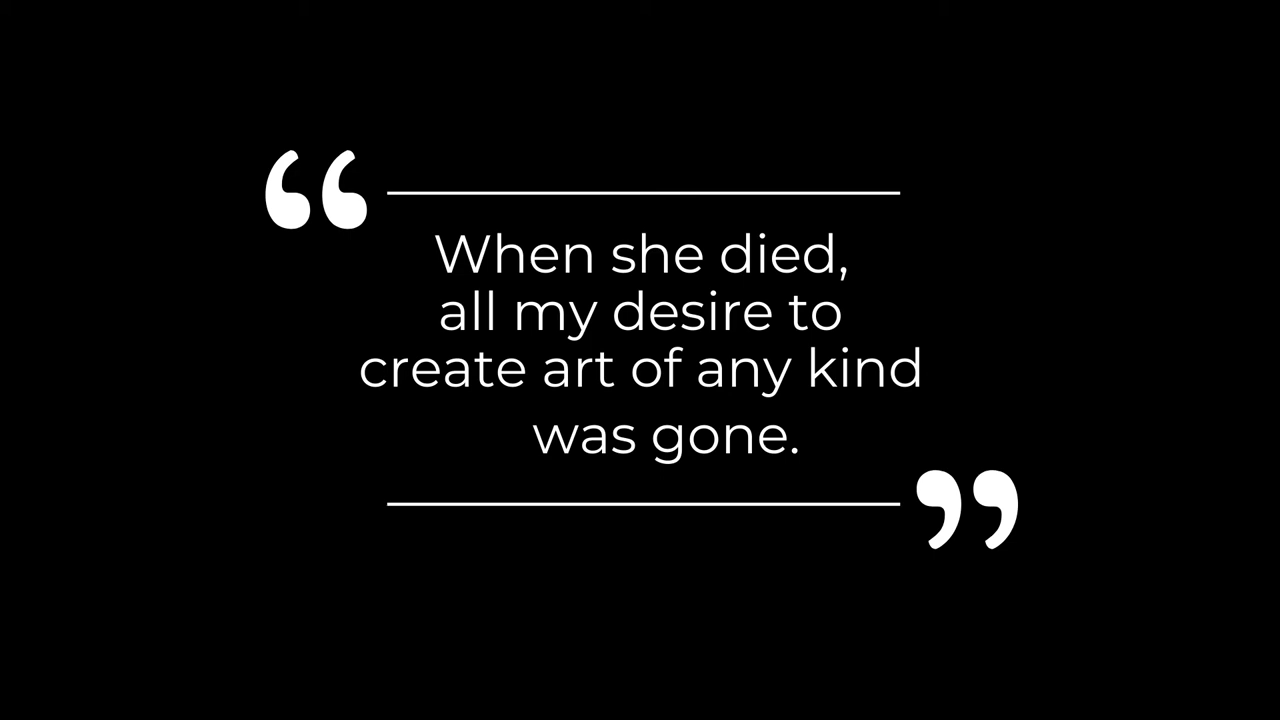 “
When she died,
all my desire to
create art of any kind
was gone.
”